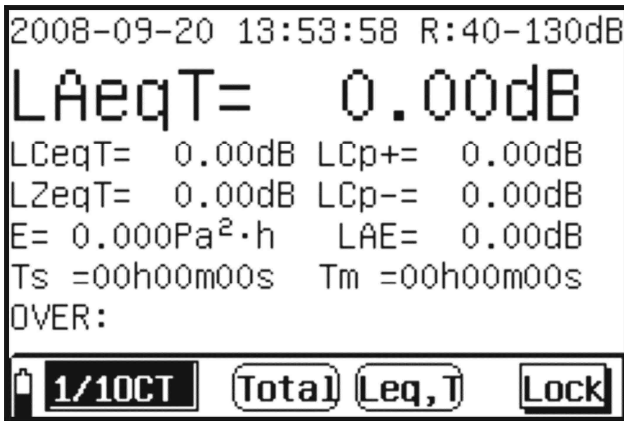 2008-09-20 13:53:58 R:40-130dB
LAeqT= 0.00dB
LCeqT= 0.00dB LCp+= 0.00dB
LZeqT= 0.00dB LCp-= 0.00dB
E= 0.000Pa²·h LAE= 0.00dB
Ts =00h00m00s Tm =00h00m00s
OVER:
1/1OCT Total Leq,T Lock